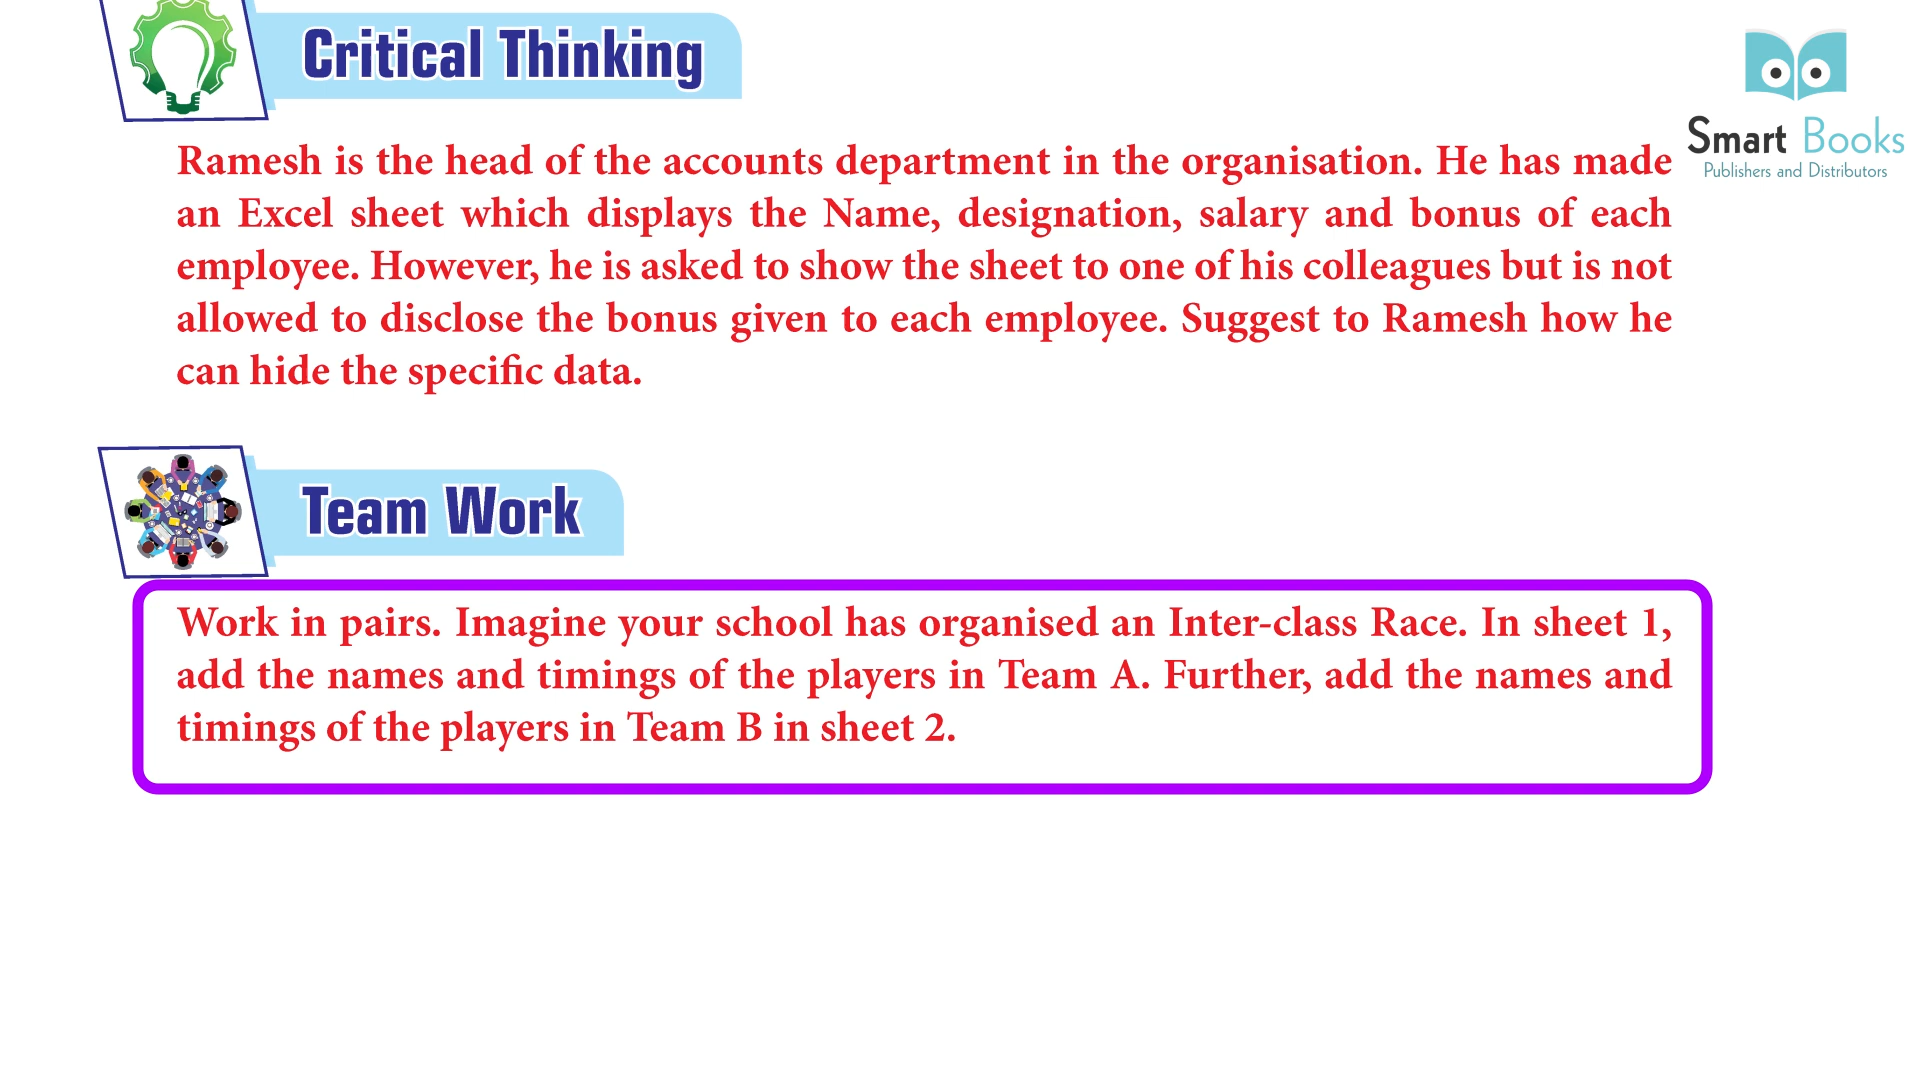 Critical Thinking
Smart Books
Publishers and Distributors
Ramesh is the head of the accounts department in the organisation. He has made
an Excel sheet which displays the Name, designation, salary and bonus of each
employee. However, he is asked to show the sheet to one of his colleagues but is not
allowed to disclose the bonus given to each employee. Suggest to Ramesh how he
can hide the specific data.
Team Work
Work in pairs. Imagine your school has organised an Inter-class Race. In sheet 1,
add the names and timings of the players in Team A. Further, add the names and
timings of the players in Team B in sheet 2.